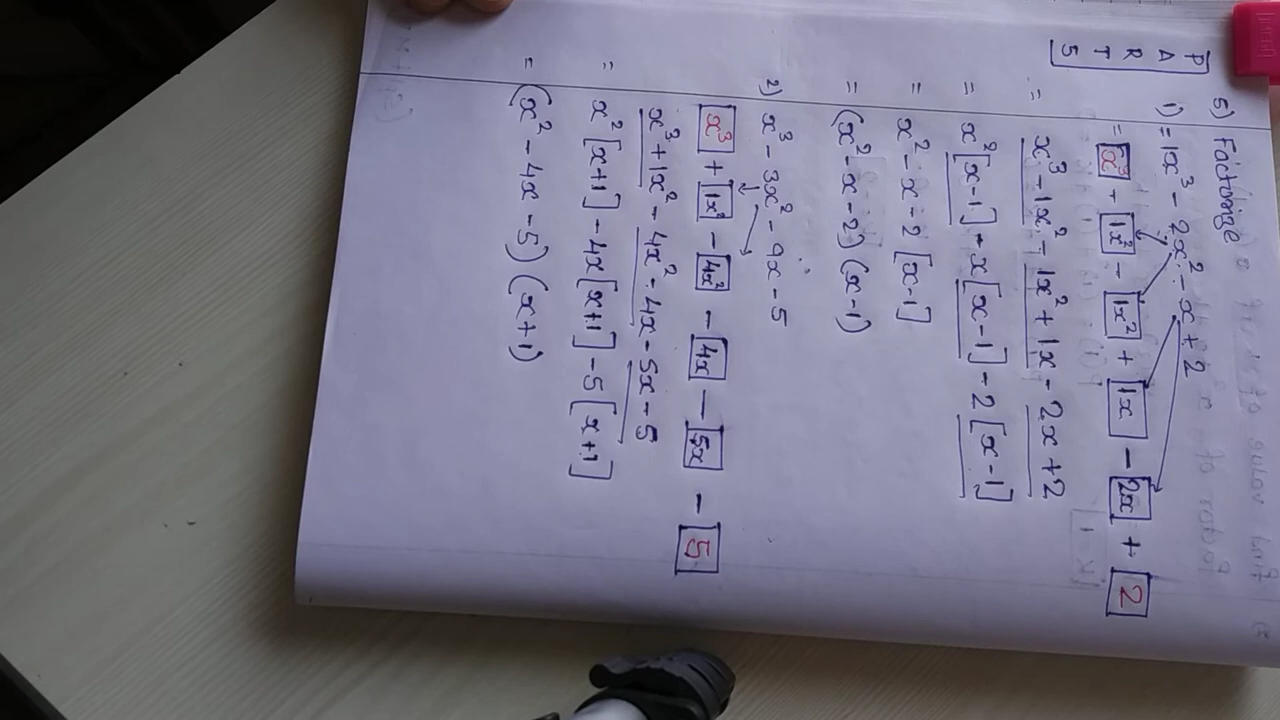 PART 5
5) Factorize
1) = 1x³ - 2x² - x + 2
= x³ - 1x² - 1x² + 1x - 2x + 2
= x³ - 1x² - 1x² + 1x - 2x + 2
= x²[x-1] - x[x-1] - 2[x-1]
= x² - x - 2 [x-1]
= (x² - x - 2) (x-1)
2) x³ - 3x² - 9x - 5
x³ + 1x² - 4x² - 4x - 5x - 5
x³ + 1x² - 4x² - 4x - 5x - 5
= x²[x+1] - 4x[x+1] - 5[x+1]
= (x² - 4x - 5) (x+1)